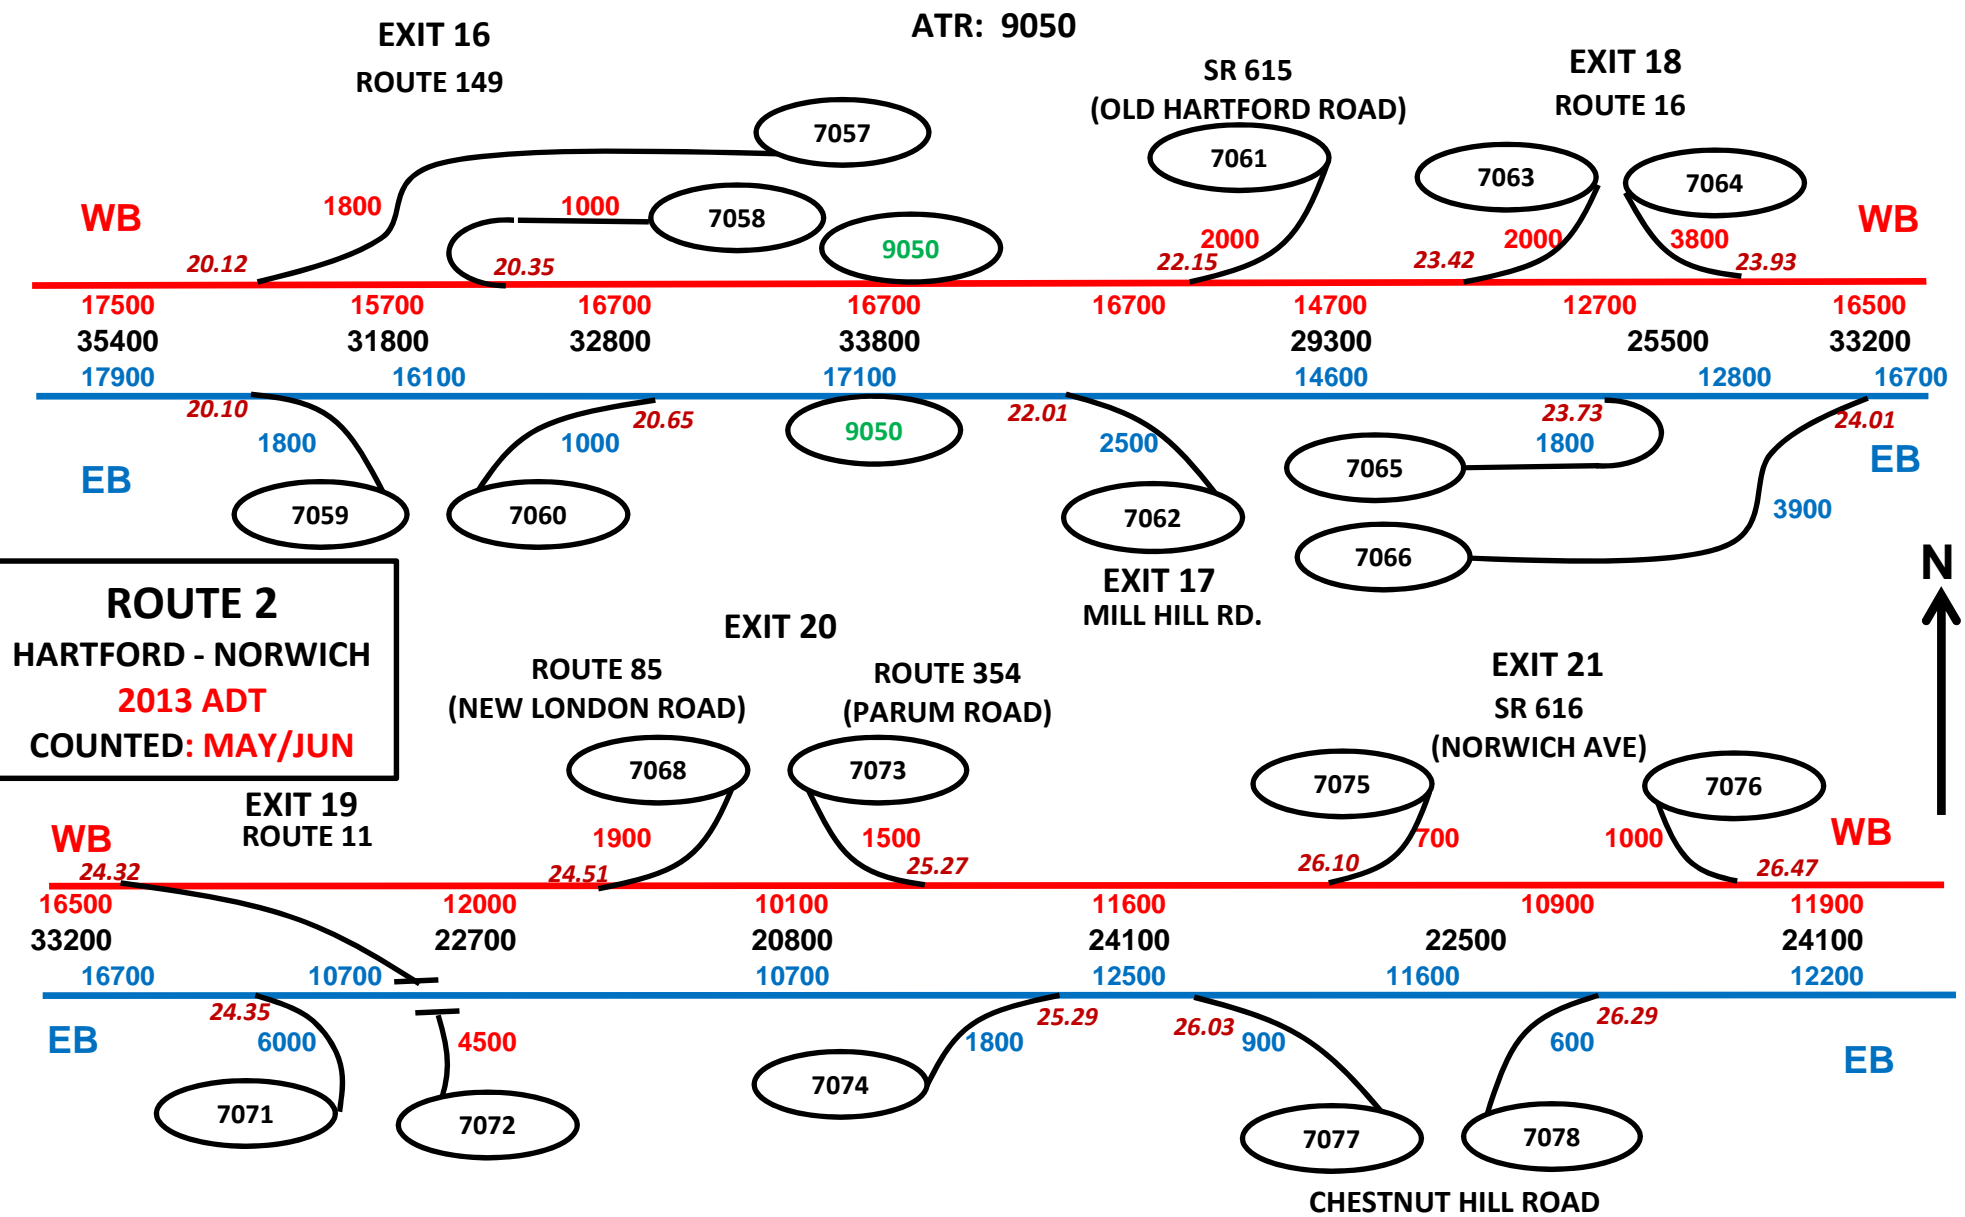 ATR: 9050
EXIT 16
ROUTE 149
SR 615
(OLD HARTFORD ROAD)
EXIT 18
ROUTE 16
7057
7061
7063
7064
1800
1000
7058
9050
2000
2000
3800
WB
WB
20.12
20.35
22.15
23.42
23.93
17500
15700
16700
16700
16700
14700
12700
16500
35400
31800
32800
33800
29300
25500
33200
17900
16100
17100
14600
12800
16700
20.10
20.65
22.01
23.73
24.01
1800
1000
9050
2500
1800
EB
EB
7065
3900
7059
7060
7062
7066
EXIT 17
MILL HILL RD.
N
ROUTE 2
HARTFORD - NORWICH
2013 ADT
COUNTED: MAY/JUN
EXIT 20
ROUTE 85
(NEW LONDON ROAD)
ROUTE 354
(PARUM ROAD)
EXIT 21
SR 616
(NORWICH AVE)
7068
7073
7075
7076
EXIT 19
ROUTE 11
WB
1900
1500
700
1000
WB
24.32
24.51
25.27
26.10
26.47
16500
12000
10100
11600
10900
11900
33200
22700
20800
24100
22500
24100
16700
10700
10700
12500
11600
12200
24.35
25.29
26.03
26.29
EB
6000
4500
1800
900
600
EB
7071
7072
7074
7077
7078
CHESTNUT HILL ROAD